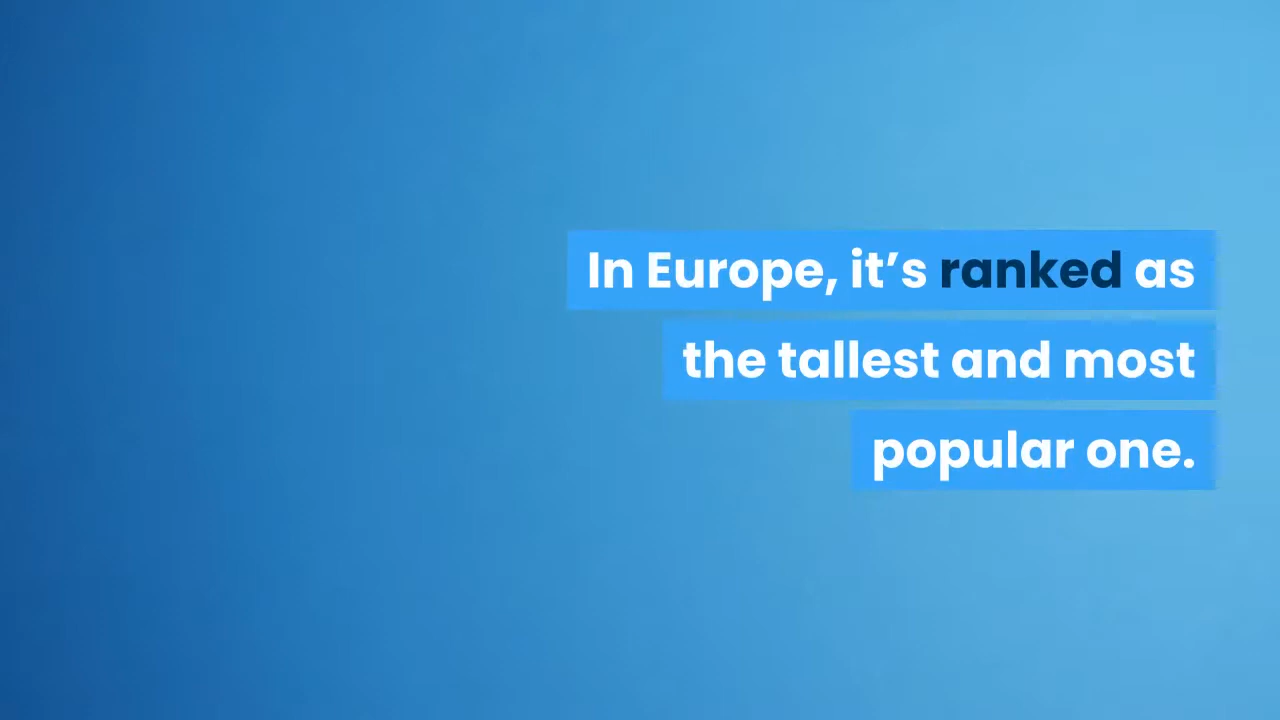 In Europe, it’s ranked as
the tallest and most
popular one.